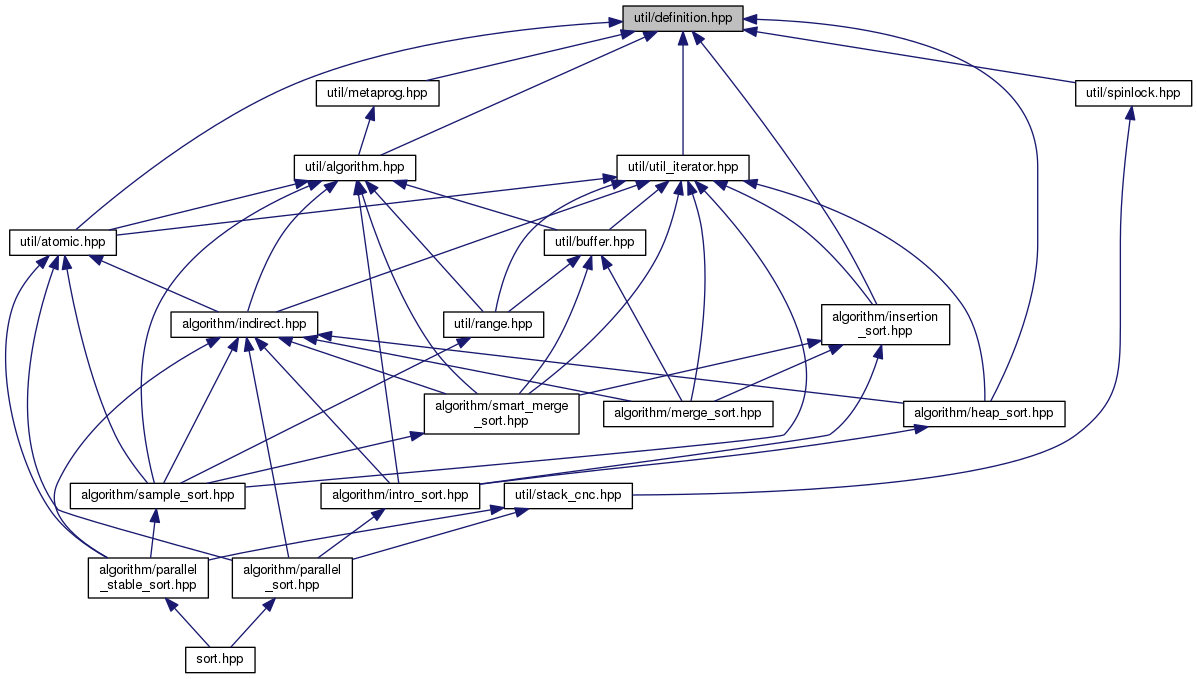 util/definition.hpp
util/metaprog.hpp
util/spinlock.hpp
util/algorithm.hpp
util/util_iterator.hpp
util/atomic.hpp
util/buffer.hpp
algorithm/indirect.hpp
util/range.hpp
algorithm/insertion
_sort.hpp
algorithm/smart_merge
_sort.hpp
algorithm/merge_sort.hpp
algorithm/heap_sort.hpp
algorithm/sample_sort.hpp
algorithm/intro_sort.hpp
util/stack_cnc.hpp
algorithm/parallel
_stable_sort.hpp
algorithm/parallel
_sort.hpp
sort.hpp